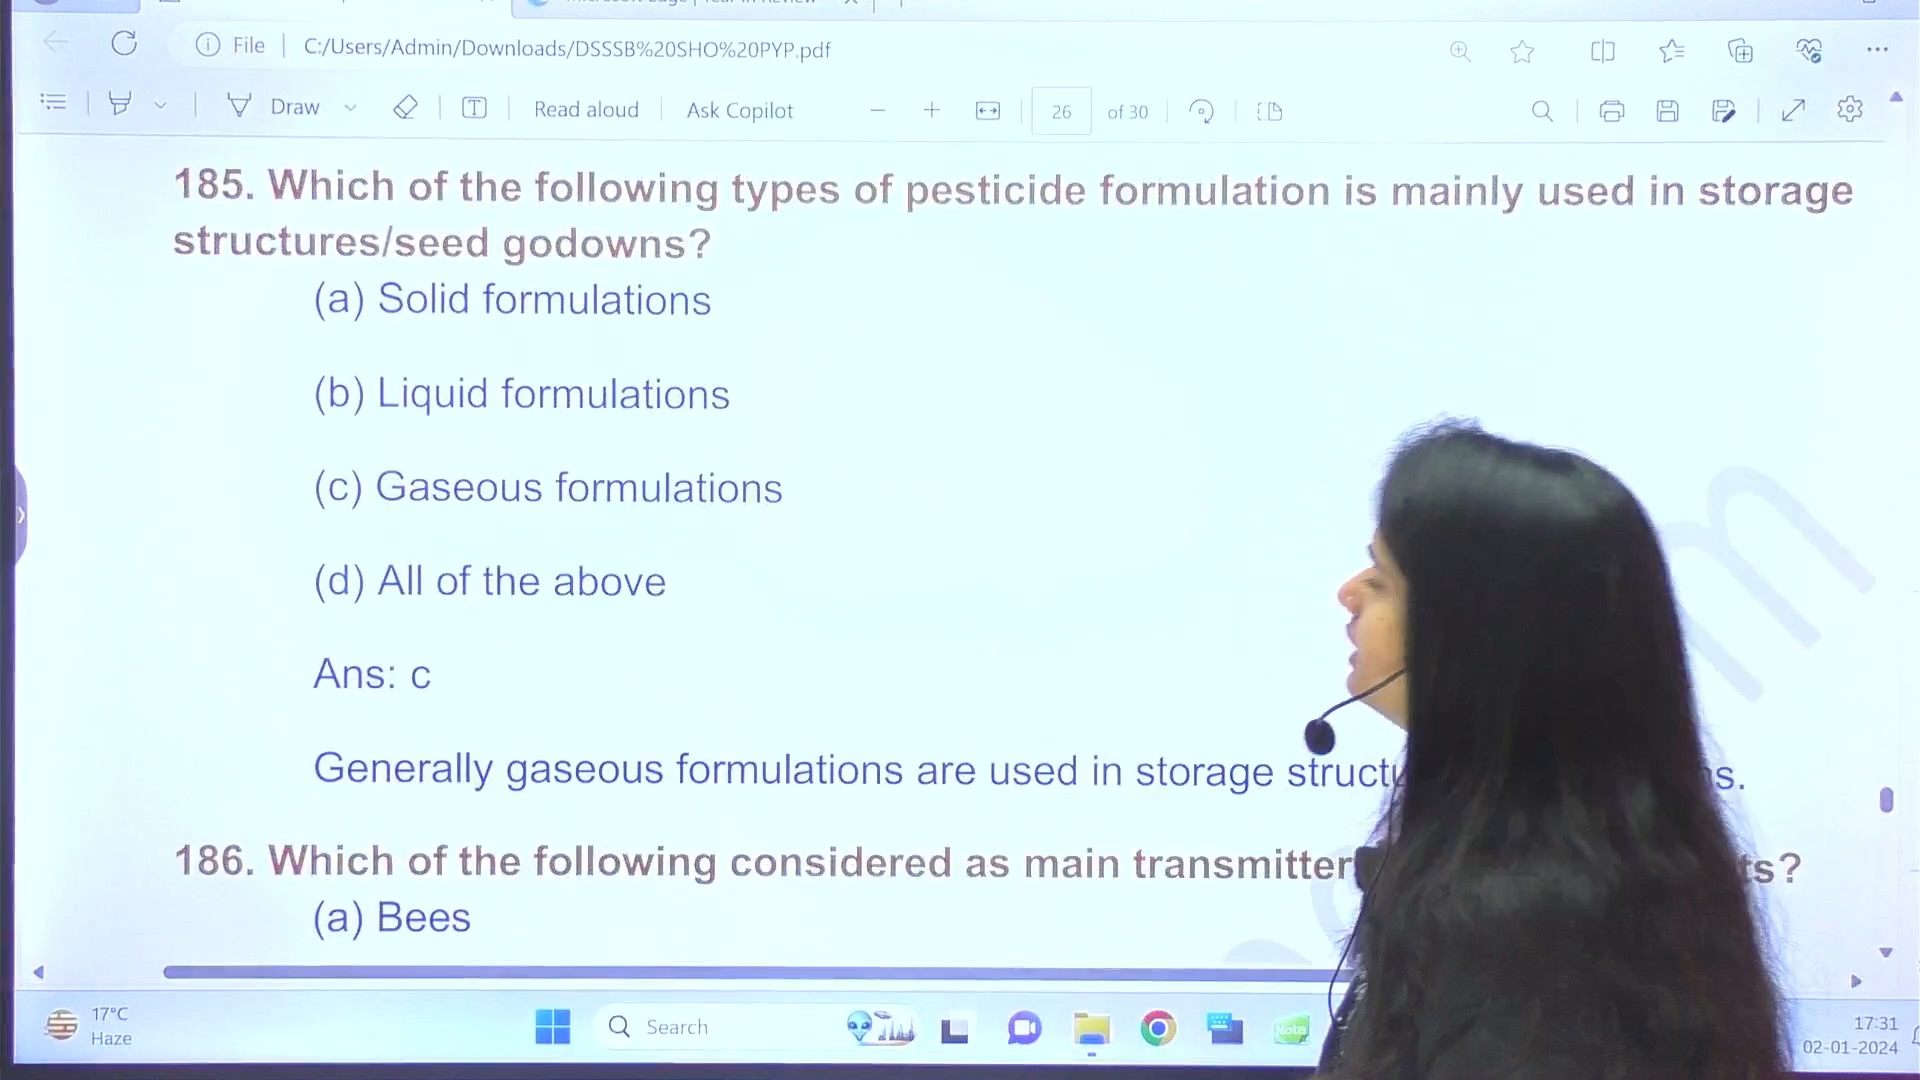 File
C:/Users/Admin/Downloads/DSSSB%20SHO%20PYP.pdf
Draw
Read aloud
Ask Copilot
26
of 30
185. Which of the following types of pesticide formulation is mainly used in storage
structures/seed godowns?
(a) Solid formulations
(b) Liquid formulations
(c) Gaseous formulations
(d) All of the above
Ans: c
Generally gaseous formulations are used in storage
186. Which of the following considered as main
(a) Bees
17°C
Haze
Search
Note
17:31
02-01-2024